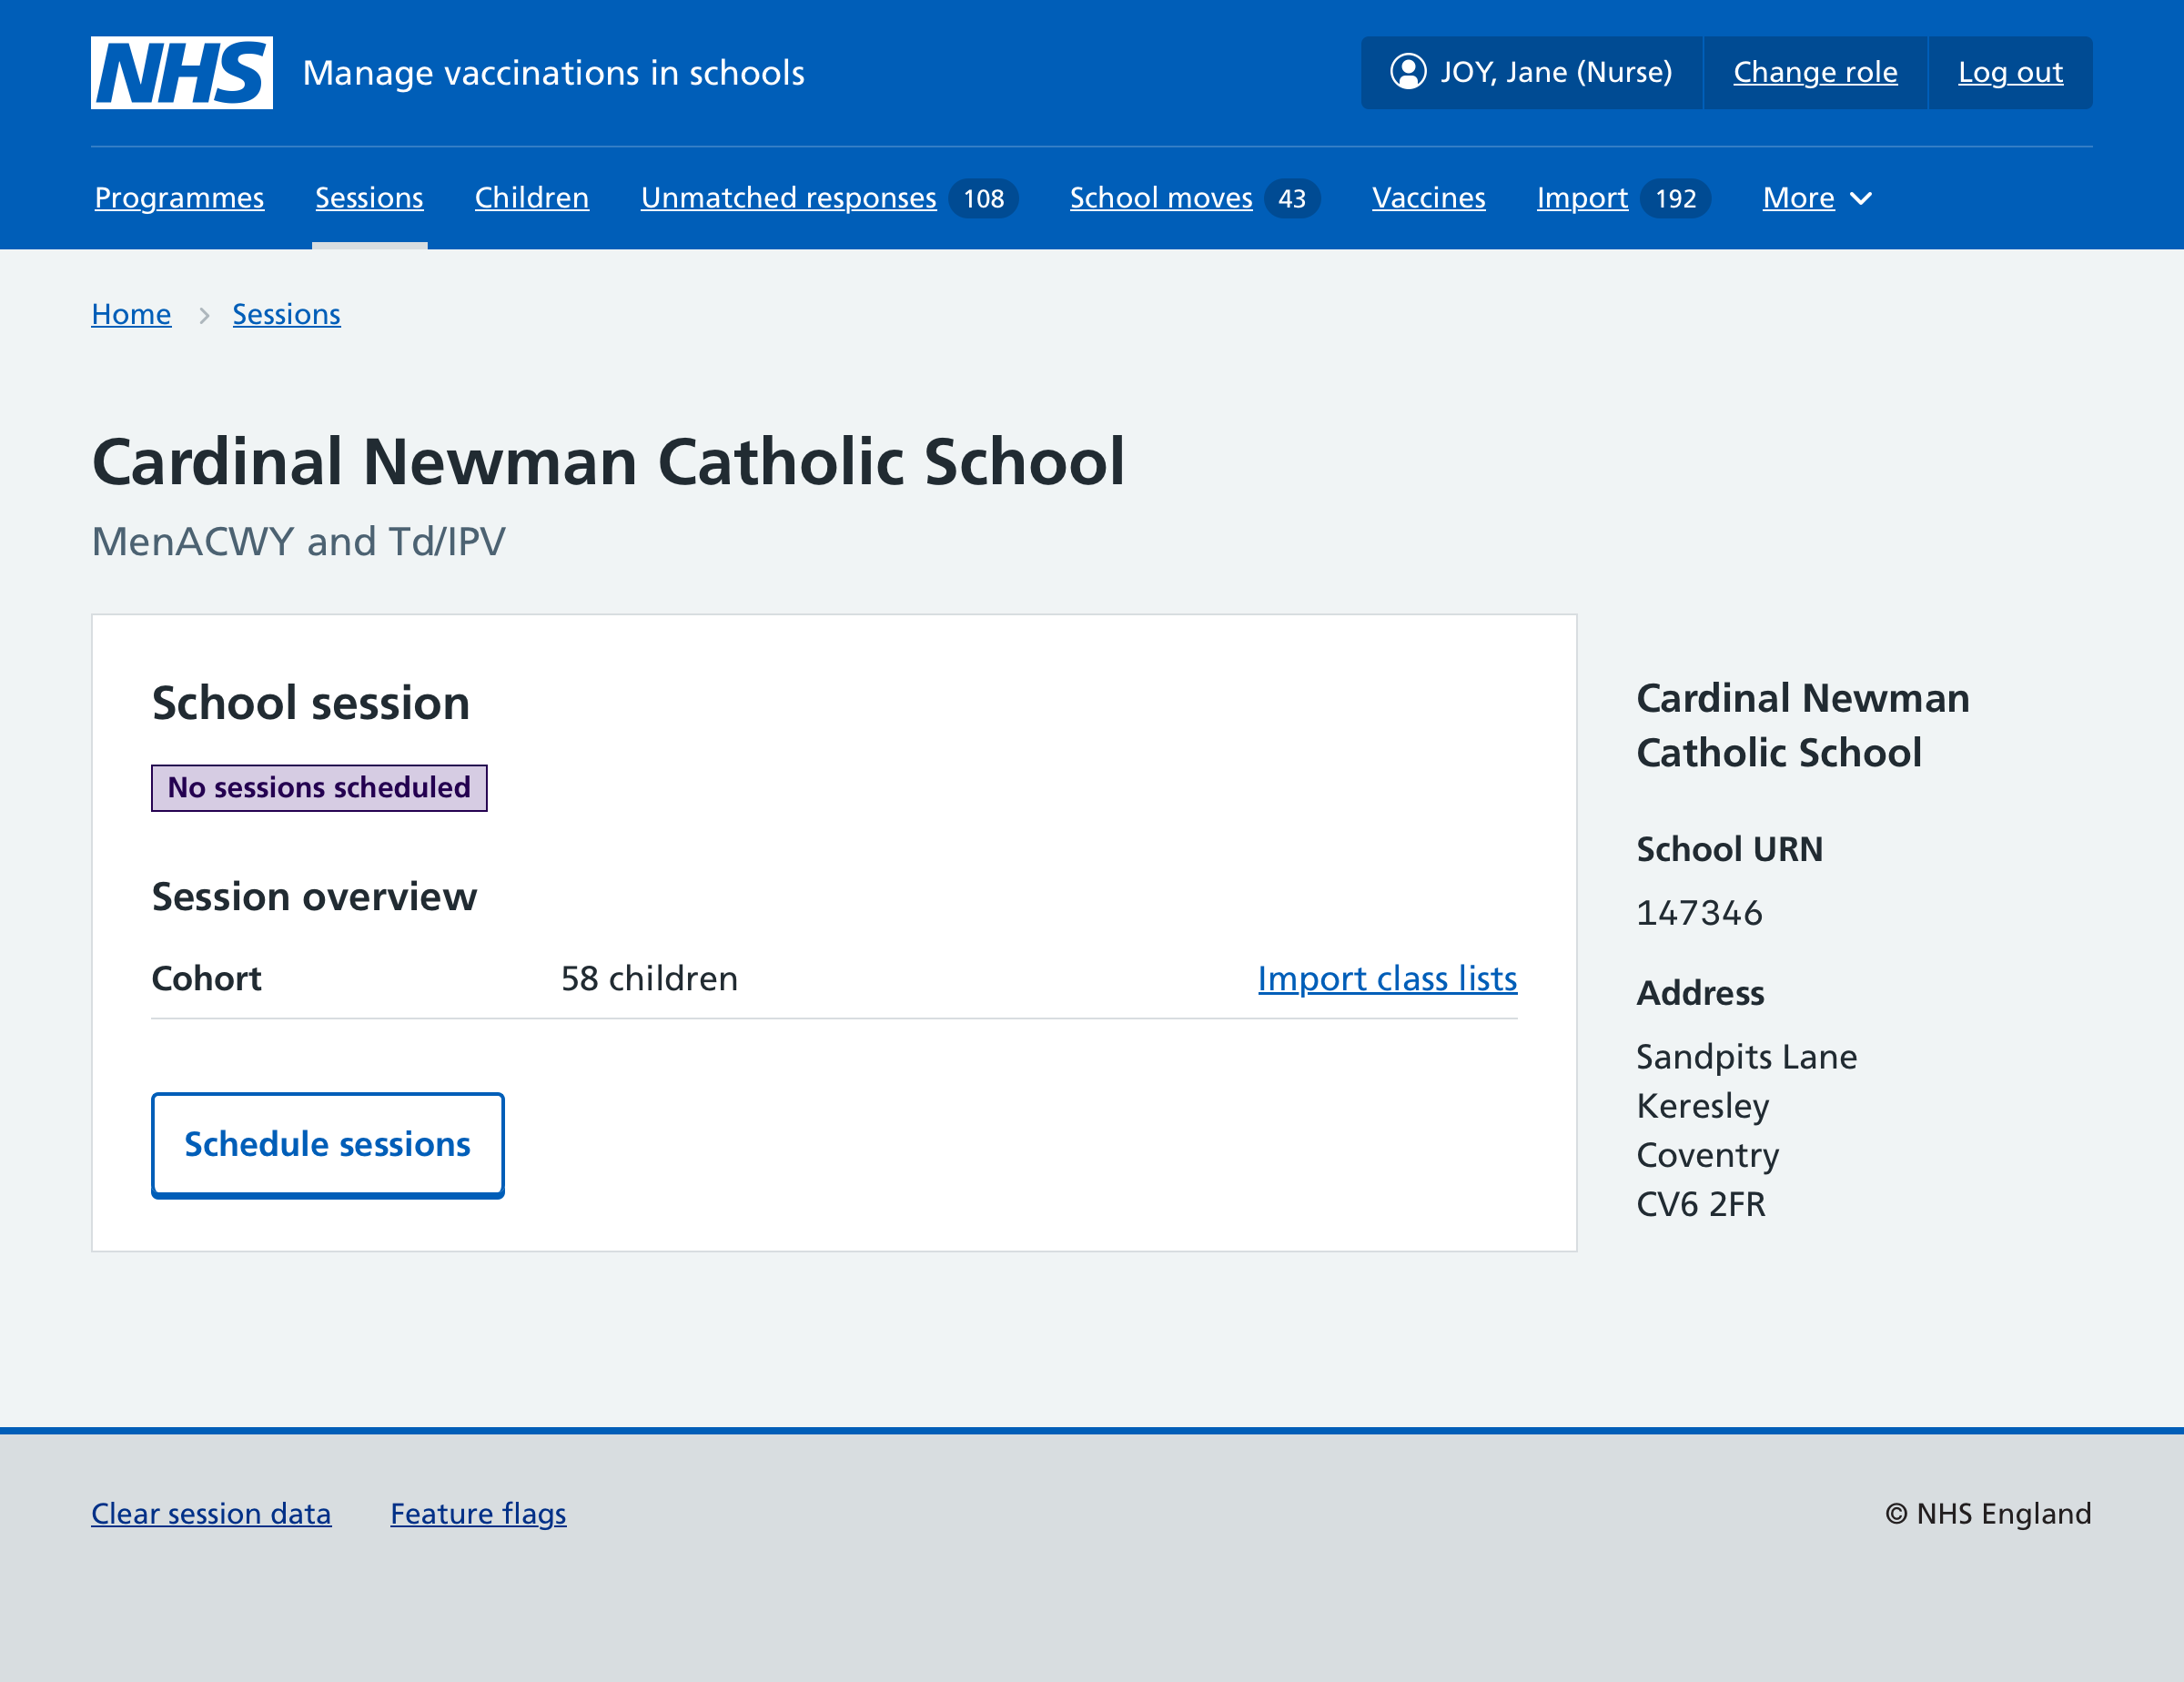 NHS Manage vaccinations in schools
JOY, Jane (Nurse) Change role Log out
Programmes Sessions Children Unmatched responses 108 School moves 43 Vaccines Import 192 More
Home Sessions
Cardinal Newman Catholic School
MenACWY and Td/IPV
School session
No sessions scheduled
Session overview
Cohort 58 children Import class lists
Schedule sessions
Cardinal Newman
Catholic School
School URN
147346
Address
Sandpits Lane
Keresley
Coventry
CV6 2FR
Clear session data Feature flags © NHS England